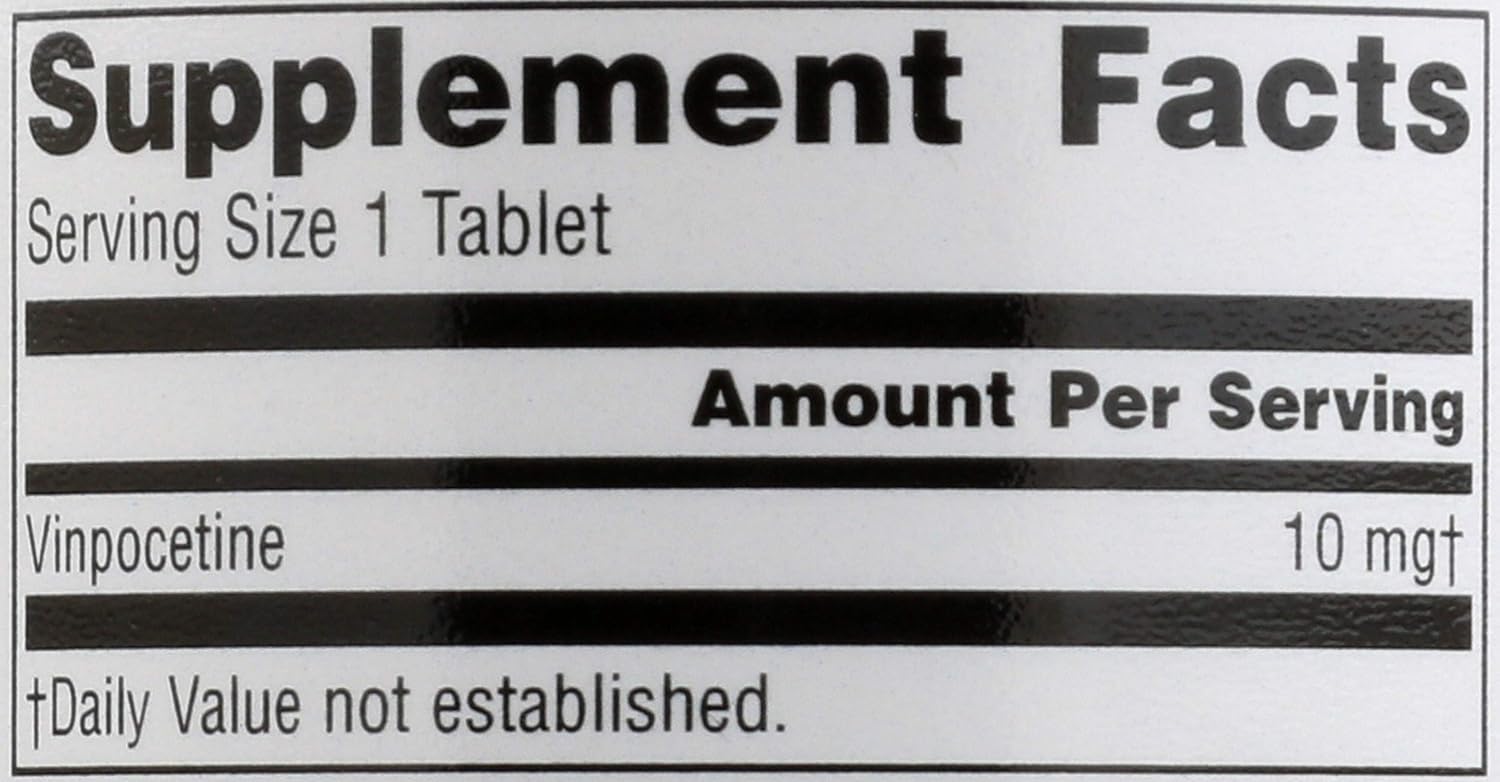 Supplement Facts
Serving Size 1 Tablet
Amount Per Serving
Vinpocetine 10 mg†
†Daily Value not established.